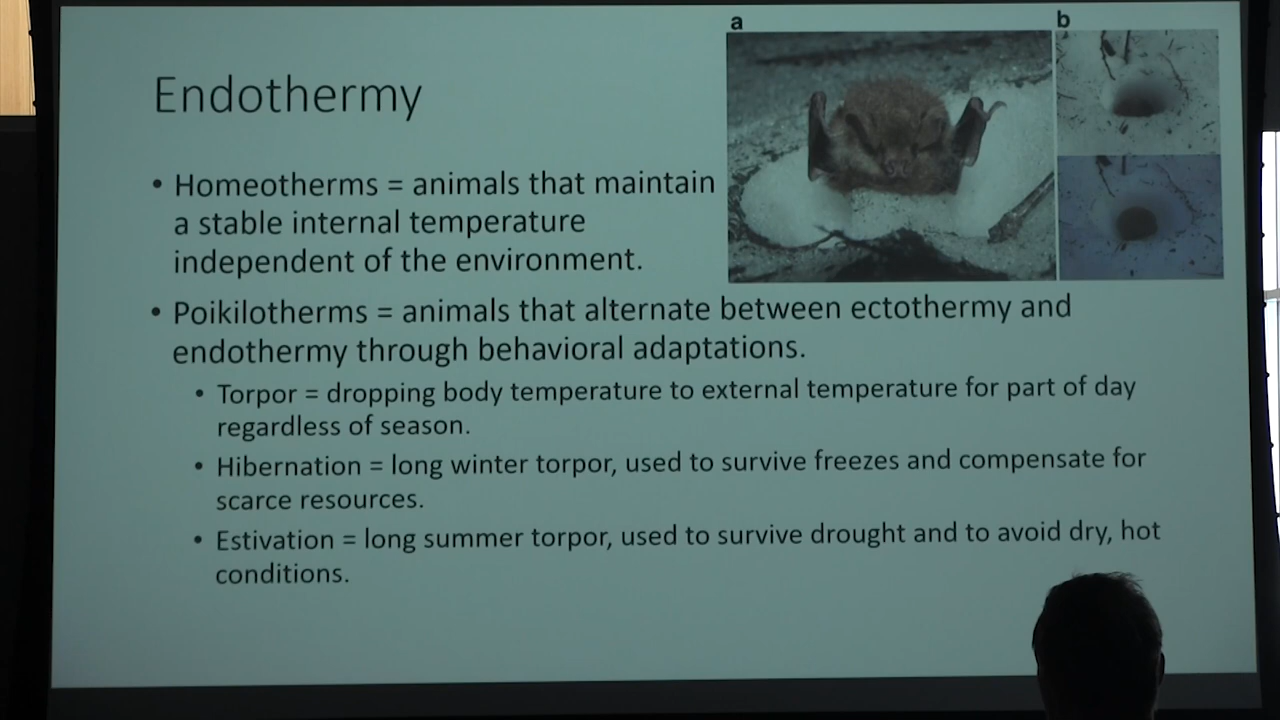 a
b
Endothermy
• Homeotherms = animals that maintain
a stable internal temperature
independent of the environment.
• Poikilotherms = animals that alternate between ectothermy and
endothermy through behavioral adaptations.
• Torpor = dropping body temperature to external temperature for part of day
regardless of season.
• Hibernation = long winter torpor, used to survive freezes and compensate for
scarce resources.
• Estivation = long summer torpor, used to survive drought and to avoid dry, hot
conditions.